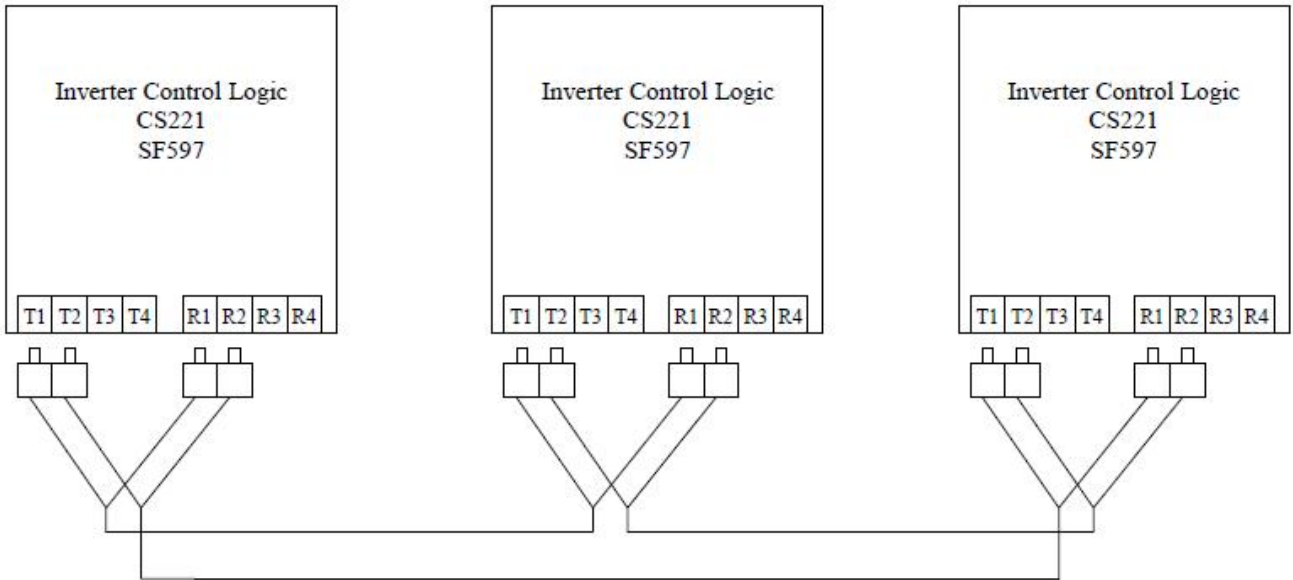 Inverter Control Logic
CS221
SF597
T1 T2 T3 T4 R1 R2 R3 R4
Inverter Control Logic
CS221
SF597
T1 T2 T3 T4 R1 R2 R3 R4
Inverter Control Logic
CS221
SF597
T1 T2 T3 T4 R1 R2 R3 R4